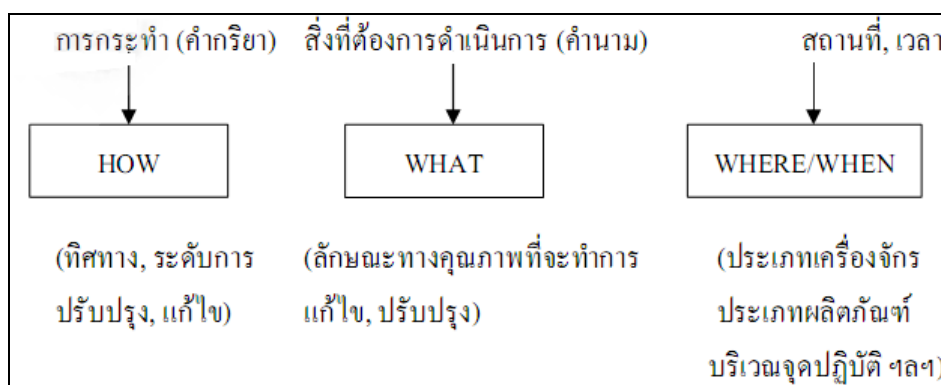 การกระทำ (คำกริยา) สิ่งที่ต้องการดำเนินการ (คำนาม) สถานที่, เวลา
HOW WHAT WHERE/WHEN
(ทิศทาง, ระดับการ (ลักษณะทางคุณภาพที่จะทำการ (ประเภทเครื่องจักร
ปรับปรุง, แก้ไข) แก้ไข, ปรับปรุง) ประเภทผลิตภัณฑ์
บริเวณจุดปฏิบัติ ฯลฯ)